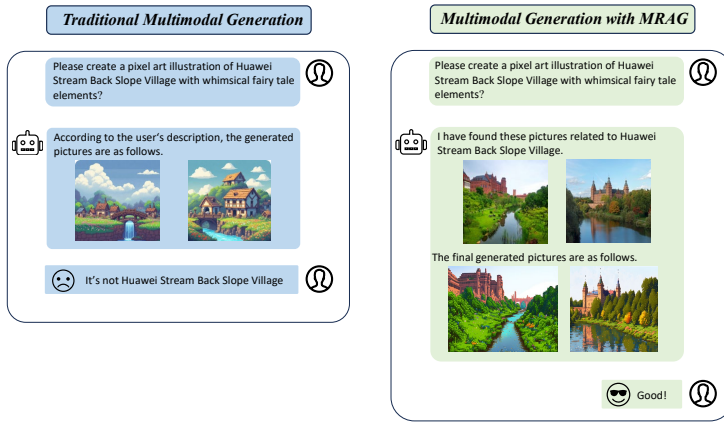 Traditional Multimodal Generation
Please create a pixel art illustration of Huawei
Stream Back Slope Village with whimsical fairy tale
elements?
According to the user's description, the generated
pictures are as follows.
It's not Huawei Stream Back Slope Village
Multimodal Generation with MRAG
Please create a pixel art illustration of Huawei
Stream Back Slope Village with whimsical fairy tale
elements?
I have found these pictures related to Huawei
Stream Back Slope Village.
The final generated pictures are as follows.
Good!